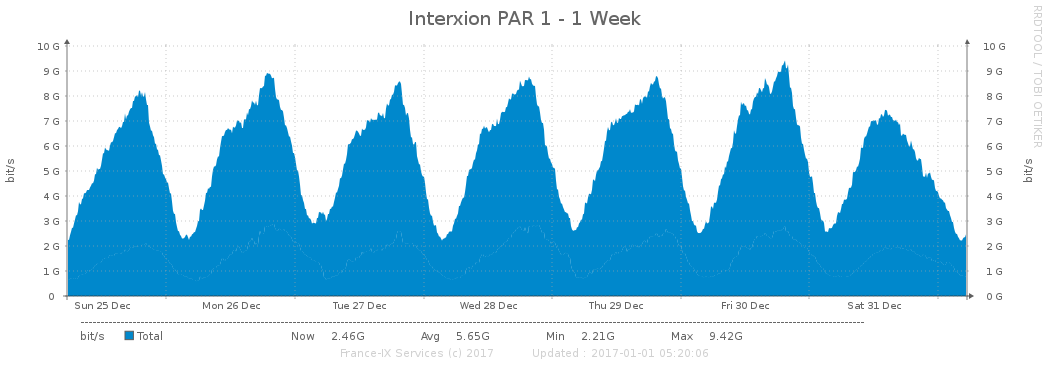 Interxion PAR 1 - 1 Week
RRDTOOL / TOBI OETIKER
bit/s
10 G 10 G
9 G 9 G
8 G 8 G
7 G 7 G
6 G 6 G
5 G 5 G
4 G 4 G
3 G 3 G
2 G 2 G
1 G 1 G
0 0 G
bit/s
Sun 25 Dec Mon 26 Dec Tue 27 Dec Wed 28 Dec Thu 29 Dec Fri 30 Dec Sat 31 Dec
bit/s Total Now 2.46G Avg 5.65G Min 2.21G Max 9.42G
France-IX Services (c) 2017 Updated : 2017-01-01 05:20:06